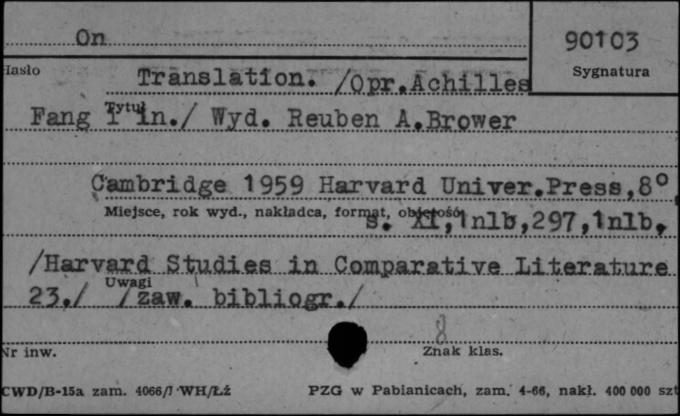 On
90103
Hasło
Sygnatura
Translation. /Opr.Achilles
Tytuł
Fang i in./ Wyd. Reuben A.Brower
Cambridge 1959 Harvard Univer.Press,8°
Miejsce, rok wyd., nakładca, format, objętość
s. XI,1nlb,297,1nlb.
/Harvard Studies in Comparative Literature
Uwagi
23./ /zaw. bibliogr./
8
Nr inw.
Znak klas.
CWD/B-15a zam. 4066/7 WH/Łź
PZG w Pabianicach, zam. 4-66, nakł. 400 000 szt